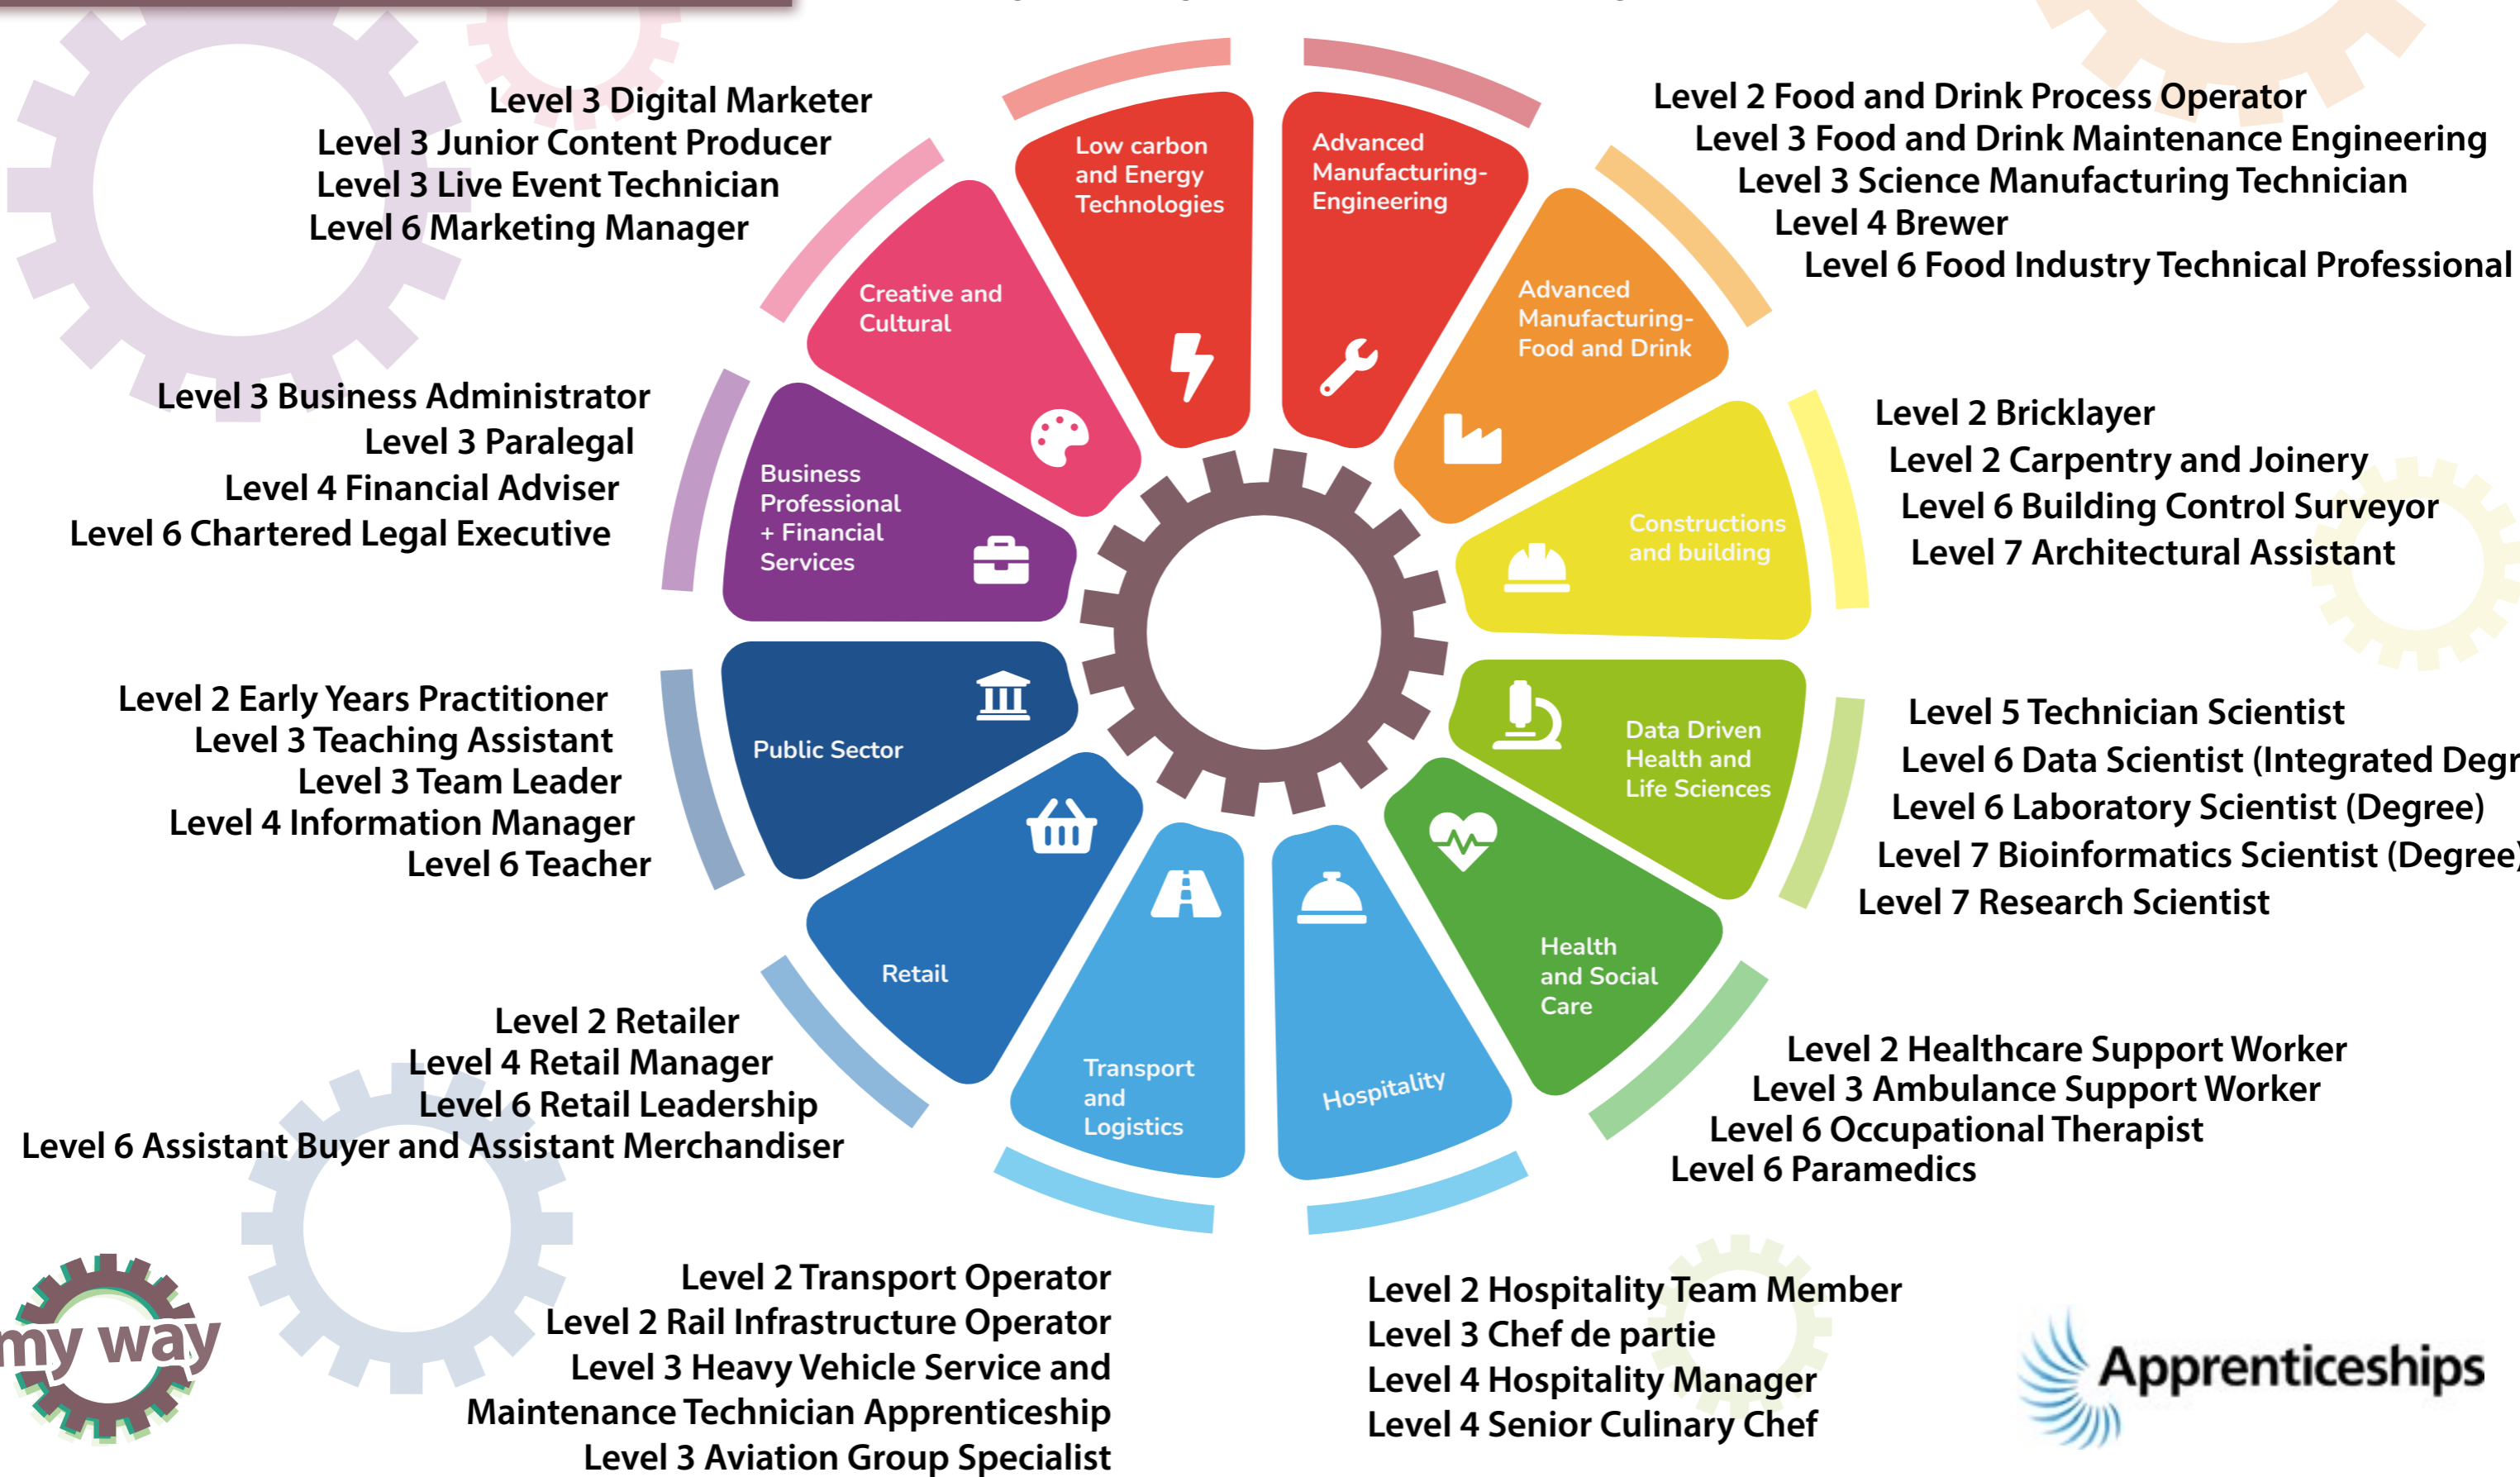 Level 3 Digital Marketer
Level 3 Junior Content Producer
Level 3 Live Event Technician
Level 6 Marketing Manager
Low carbon
and Energy
Technologies
Advanced
Manufacturing-
Engineering
Level 2 Food and Drink Process Operator
Level 3 Food and Drink Maintenance Engineering
Level 3 Science Manufacturing Technician
Level 4 Brewer
Level 6 Food Industry Technical Professional
Creative and
Cultural
Advanced
Manufacturing-
Food and Drink
Level 3 Business Administrator
Level 3 Paralegal
Level 4 Financial Adviser
Level 6 Chartered Legal Executive
Business
Professional
+ Financial
Services
Constructions
and building
Level 2 Bricklayer
Level 2 Carpentry and Joinery
Level 6 Building Control Surveyor
Level 7 Architectural Assistant
Level 2 Early Years Practitioner
Level 3 Teaching Assistant
Level 3 Team Leader
Level 4 Information Manager
Level 6 Teacher
Public Sector
Data Driven
Health and
Life Sciences
Level 5 Technician Scientist
Level 6 Data Scientist (Integrated Degr
Level 6 Laboratory Scientist (Degree)
Level 7 Bioinformatics Scientist (Degree)
Level 7 Research Scientist
Retail
Health
and Social
Care
Level 2 Retailer
Level 4 Retail Manager
Level 6 Retail Leadership
Level 6 Assistant Buyer and Assistant Merchandiser
Transport
and
Logistics
Hospitality
Level 2 Healthcare Support Worker
Level 3 Ambulance Support Worker
Level 6 Occupational Therapist
Level 6 Paramedics
my way
Level 2 Transport Operator
Level 2 Rail Infrastructure Operator
Level 3 Heavy Vehicle Service and
Maintenance Technician Apprenticeship
Level 3 Aviation Group Specialist
Level 2 Hospitality Team Member
Level 3 Chef de partie
Level 4 Hospitality Manager
Level 4 Senior Culinary Chef
Apprenticeships